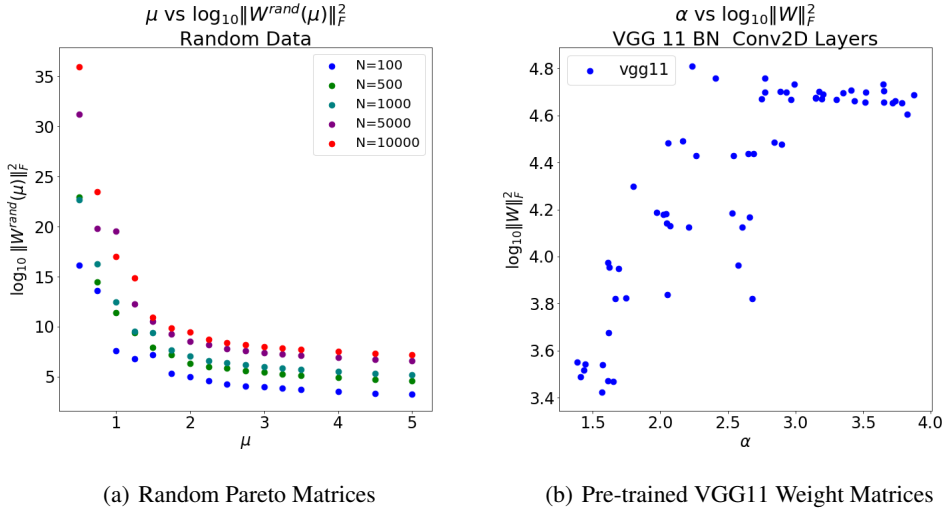 μ vs log₁₀‖Wʳᵃⁿᵈ(μ)‖²_F
Random Data
N=100
N=500
N=1000
N=5000
N=10000
log₁₀ ‖Wʳᵃⁿᵈ(μ)‖²_F
35
30
25
20
15
10
5
1
2
3
4
5
μ
(a) Random Pareto Matrices
α vs log₁₀‖W‖²_F
VGG 11 BN Conv2D Layers
vgg11
log₁₀‖W‖²_F
4.8
4.6
4.4
4.2
4.0
3.8
3.6
3.4
1.5
2.0
2.5
3.0
3.5
4.0
α
(b) Pre-trained VGG11 Weight Matrices